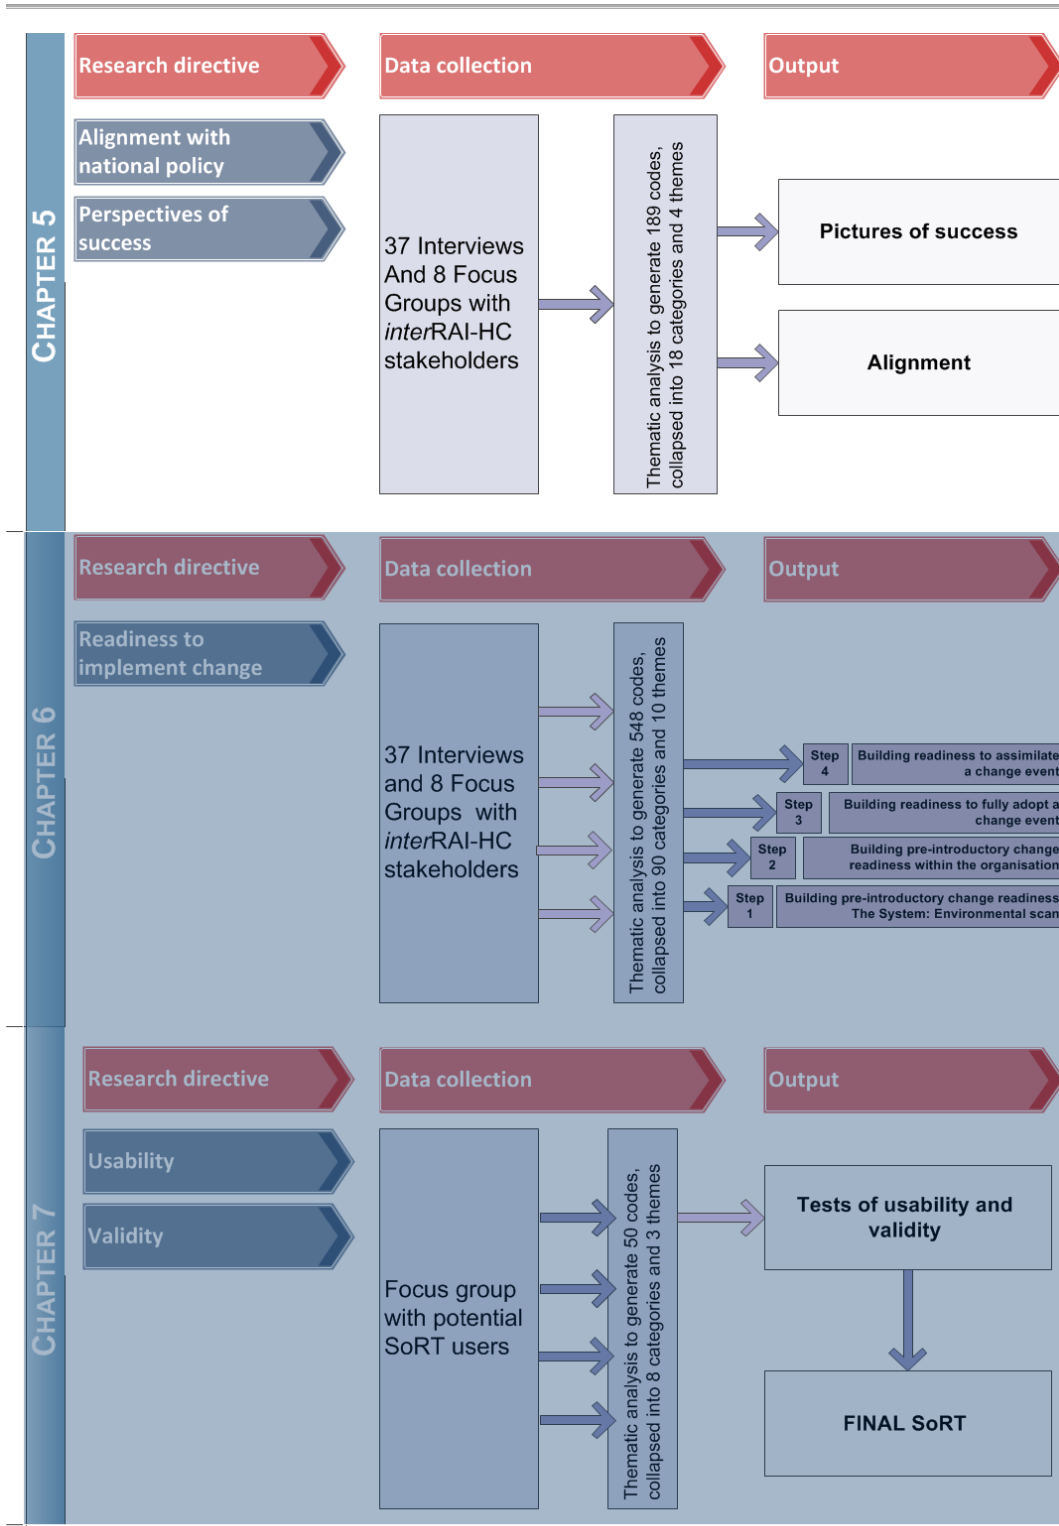 CHAPTER 5
Research directive
Data collection
Output
Alignment with
national policy
Perspectives of
success
37 Interviews
And 8 Focus
Groups with
interRAI-HC
stakeholders
Thematic analysis to generate 189 codes,
collapsed into 18 categories and 4 themes
Pictures of success
Alignment
CHAPTER 6
Research directive
Data collection
Output
Readiness to
implement change
37 Interviews
and 8 Focus
Groups with
interRAI-HC
stakeholders
Thematic analysis to generate 548 codes,
collapsed into 90 categories and 10 themes
Step
4
Building readiness to assimilate
a change event
Step
3
Building readiness to fully adopt a
change event
Step
2
Building pre-introductory change
readiness within the organisation
Step
1
Building pre-introductory change readiness
The System: Environmental scan
CHAPTER 7
Research directive
Data collection
Output
Usability
Validity
Focus group
with potential
SoRT users
Thematic analysis to generate 50 codes,
collapsed into 8 categories and 3 themes
Tests of usability and
validity
FINAL SoRT